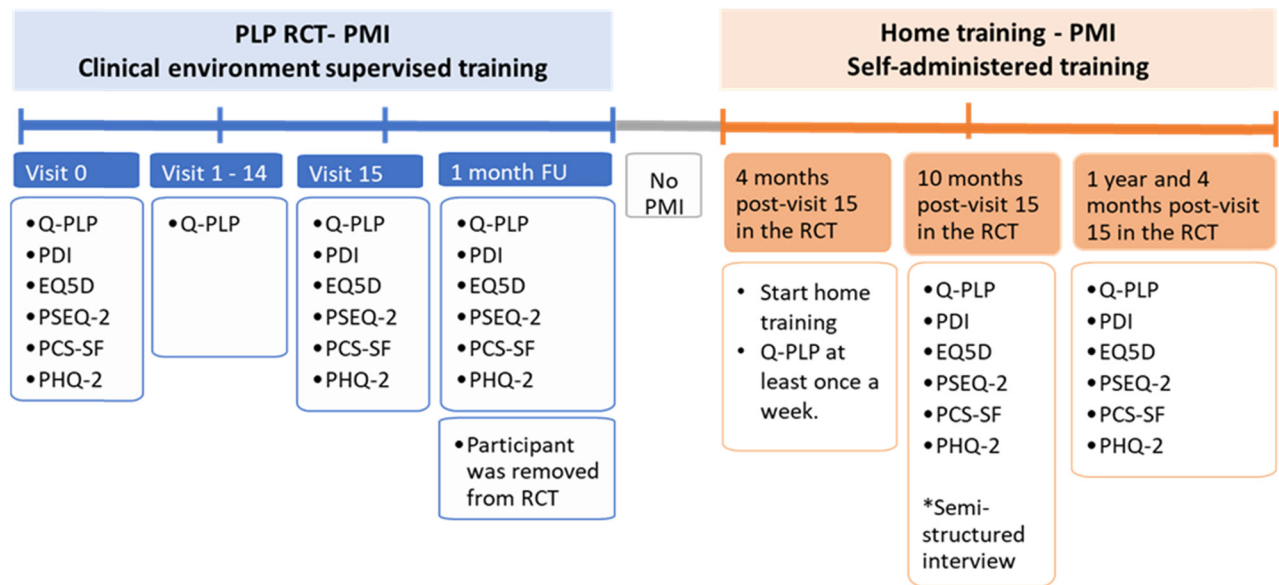 PLP RCT- PMI
Clinical environment supervised training
Home training - PMI
Self-administered training
Visit 0
• Q-PLP
• PDI
• EQ5D
• PSEQ-2
• PCS-SF
• PHQ-2
Visit 1 - 14
• Q-PLP
Visit 15
• Q-PLP
• PDI
• EQ5D
• PSEQ-2
• PCS-SF
• PHQ-2
1 month FU
• Q-PLP
• PDI
• EQ5D
• PSEQ-2
• PCS-SF
• PHQ-2
• Participant
was removed
from RCT
No
PMI
4 months
post-visit 15
in the RCT
• Start home
training
• Q-PLP at
least once a
week.
10 months
post-visit 15
in the RCT
• Q-PLP
• PDI
• EQ5D
• PSEQ-2
• PCS-SF
• PHQ-2
*Semi-
structured
interview
1 year and 4
months post-visit
15 in the RCT
• Q-PLP
• PDI
• EQ5D
• PSEQ-2
• PCS-SF
• PHQ-2